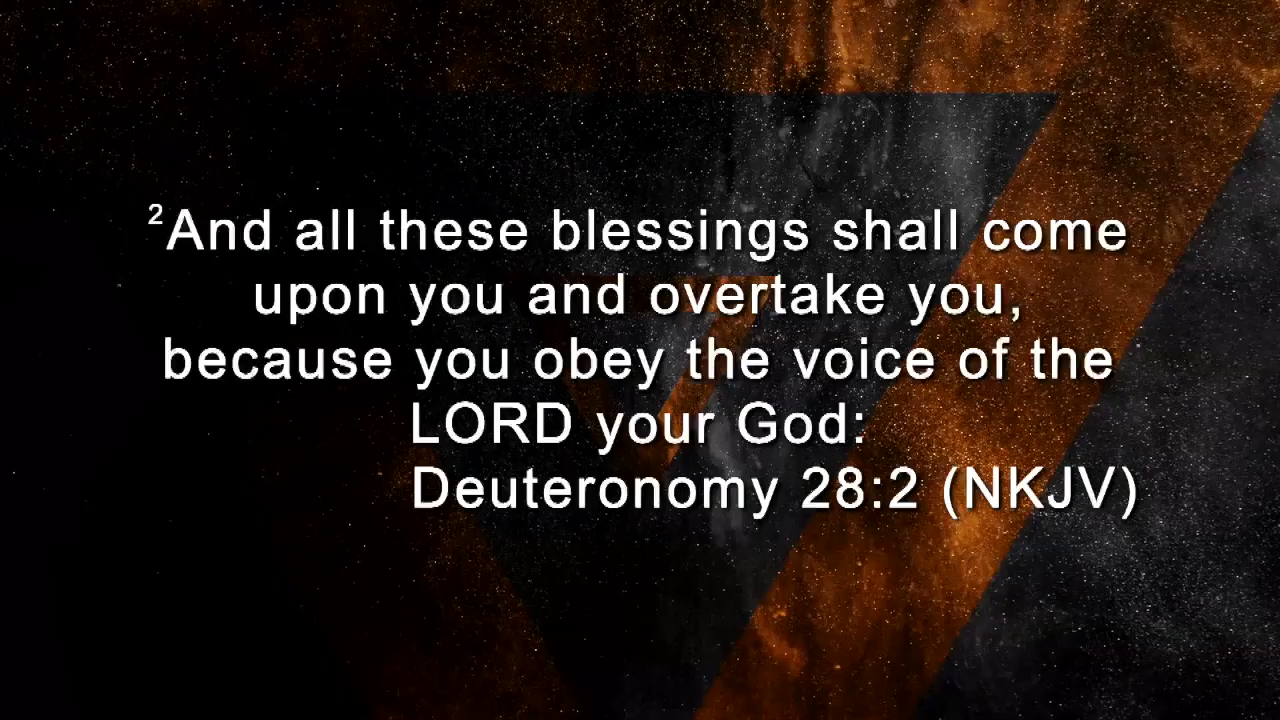 ²And all these blessings shall come
upon you and overtake you,
because you obey the voice of the
LORD your God:
Deuteronomy 28:2 (NKJV)